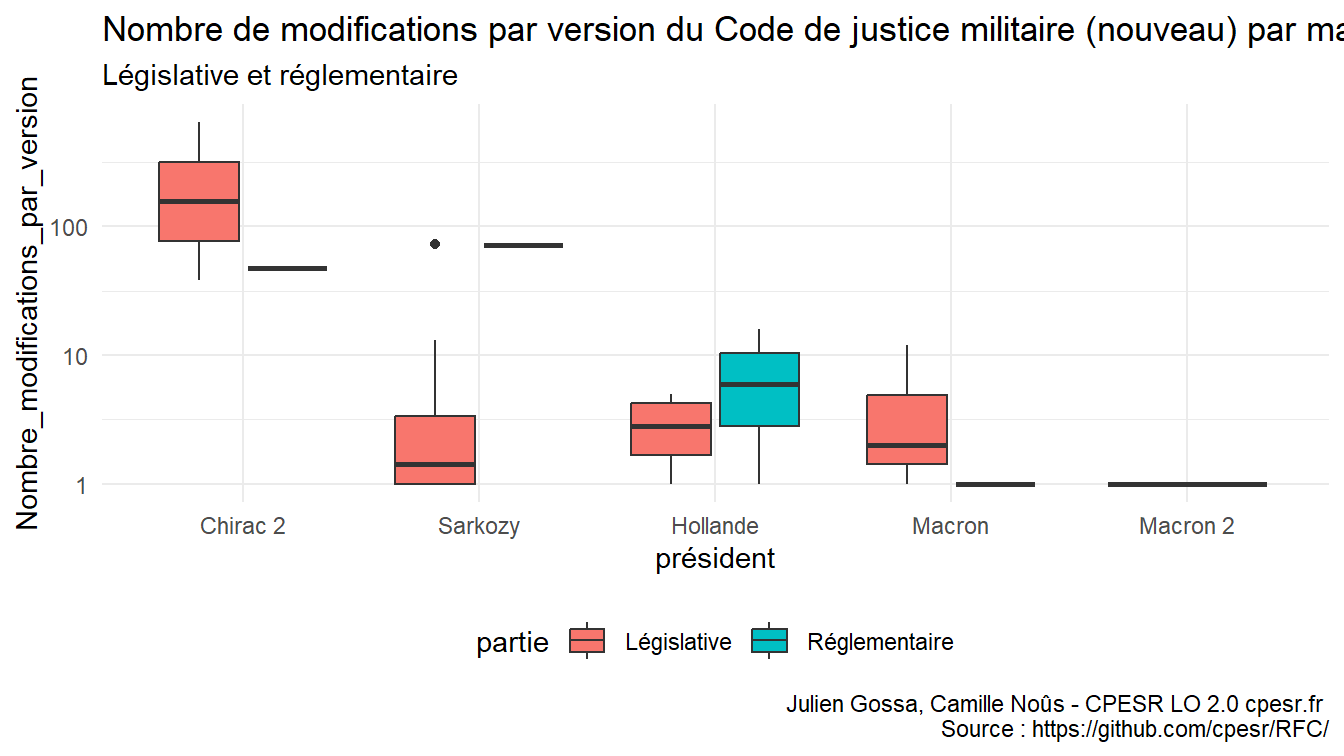 Nombre de modifications par version du Code de justice militaire (nouveau) par ma
Législative et réglementaire
Nombre_modifications_par_version
100
10
1
Chirac 2
Sarkozy
Hollande
Macron
Macron 2
président
partie
Législative
Réglementaire
Julien Gossa, Camille Noûs - CPESR LO 2.0 cpesr.fr
Source : https://github.com/cpesr/RFC/